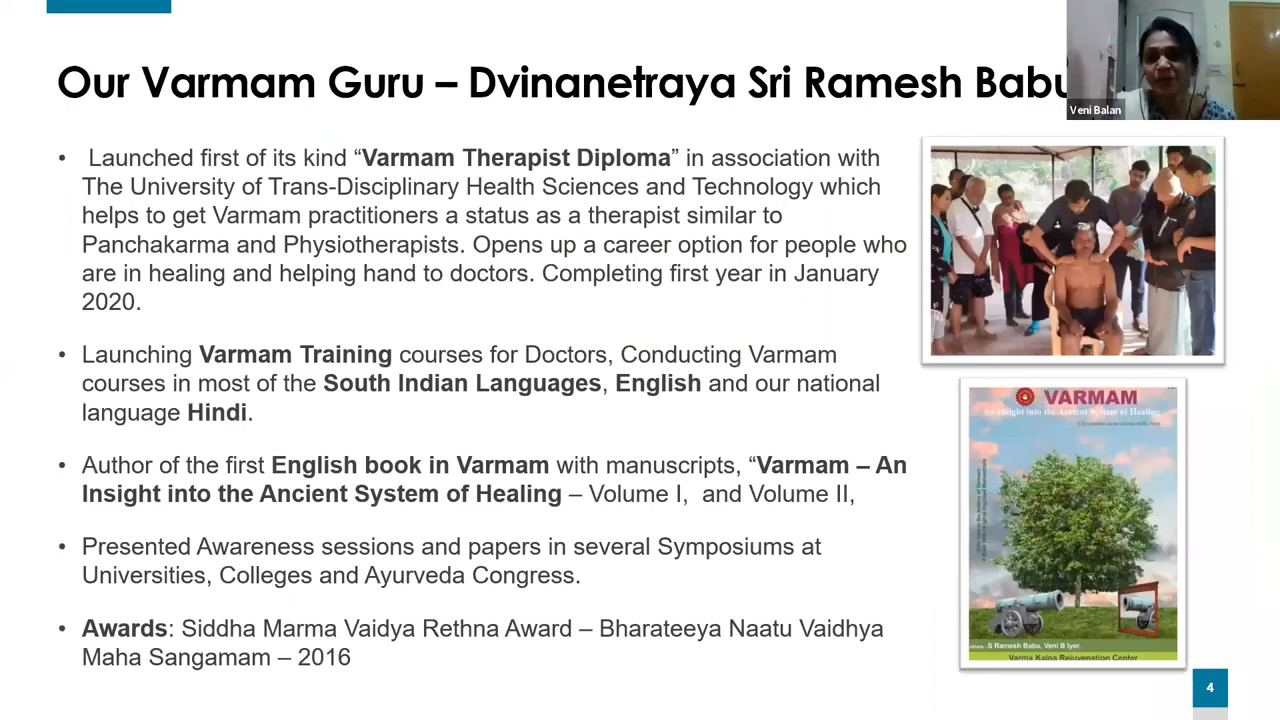 Our Varmam Guru – Dvinanetraya Sri Ramesh Babu
Veni Balan
• Launched first of its kind “Varmam Therapist Diploma” in association with
The University of Trans-Disciplinary Health Sciences and Technology which
helps to get Varmam practitioners a status as a therapist similar to
Panchakarma and Physiotherapists. Opens up a career option for people who
are in healing and helping hand to doctors. Completing first year in January
2020.
• Launching Varmam Training courses for Doctors, Conducting Varmam
courses in most of the South Indian Languages, English and our national
language Hindi.
• Author of the first English book in Varmam with manuscripts, “Varmam – An
Insight into the Ancient System of Healing – Volume I,  and Volume II,
• Presented Awareness sessions and papers in several Symposiums at
Universities, Colleges and Ayurveda Congress.
• Awards: Siddha Marma Vaidya Rethna Award – Bharateeya Naatu Vaidhya
Maha Sangamam – 2016
VARMAM
An Insight into the Ancient System of Healing
S Ramesh Babu, Veni B Iyer.
Varma Kalpa Rejuvenation Center
4